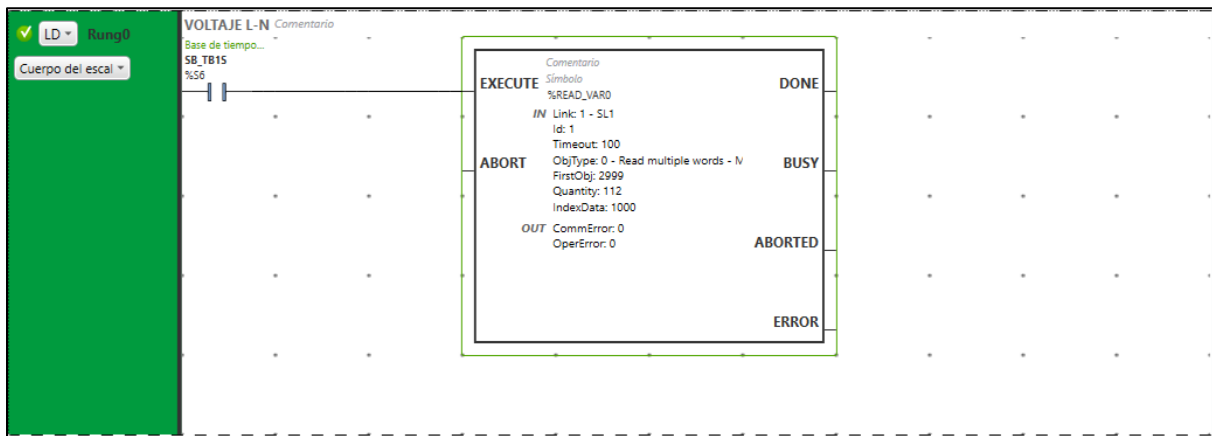 LD Rung0
Cuerpo del escal
VOLTAJE L-N Comentario
Base de tiempo...
SB_TB1S
%S6
Comentario
Símbolo
%READ_VAR0
EXECUTE
DONE
IN Link: 1 - SL1
Id: 1
Timeout: 100
ABORT
ObjType: 0 - Read multiple words - M
BUSY
FirstObj: 2999
Quantity: 112
IndexData: 1000
OUT CommError: 0
OperError: 0
ABORTED
ERROR